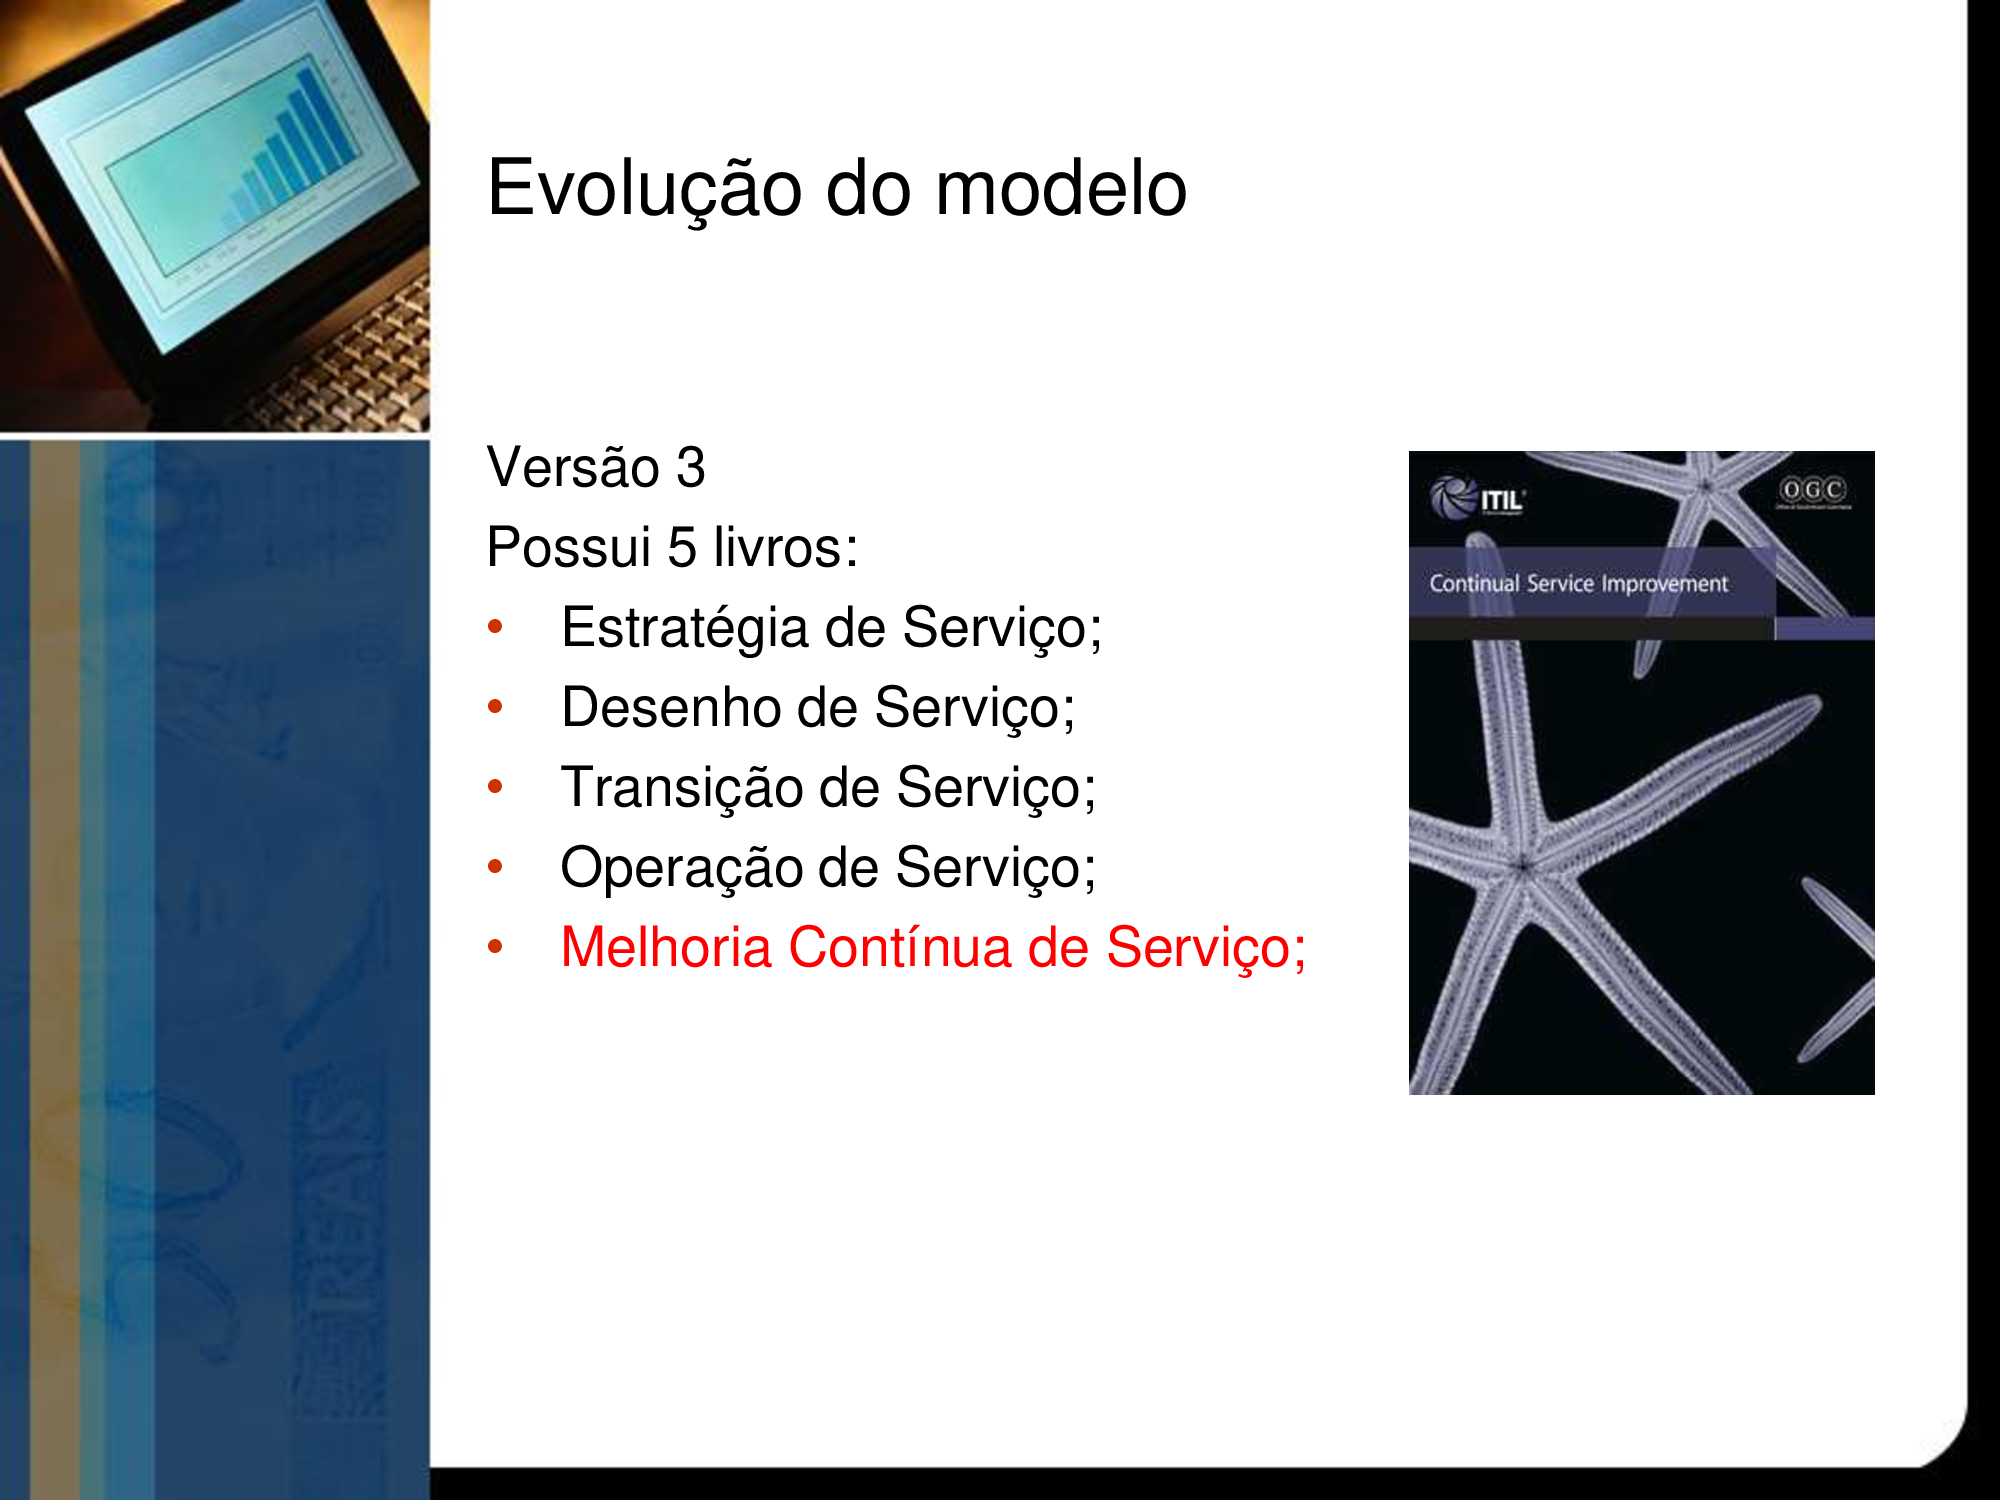 Evolução do modelo
Versão 3
Possui 5 livros:
• Estratégia de Serviço;
• Desenho de Serviço;
• Transição de Serviço;
• Operação de Serviço;
• Melhoria Contínua de Serviço;
ITIL
OGC
Continual Service Improvement
REAIS